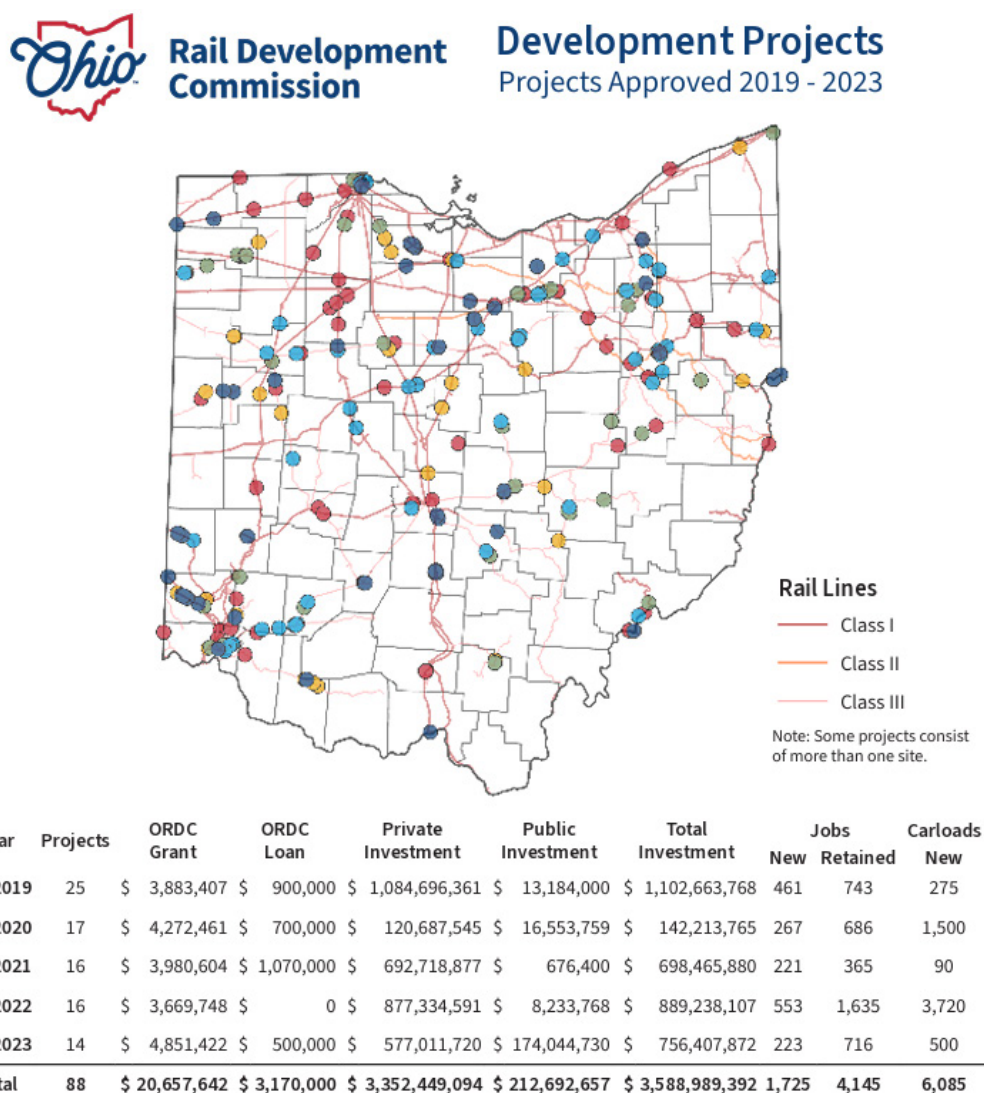 Ohio
Rail Development
Commission
Development Projects
Projects Approved 2019 - 2023
Rail Lines
Class I
Class II
Class III
Note: Some projects consist
of more than one site.
ar Projects ORDC Grant ORDC Loan Private Investment Public Investment Total Investment Jobs New Retained Carloads New
2019 25 $ 3,883,407 $ 900,000 $ 1,084,696,361 $ 13,184,000 $ 1,102,663,768 461 743 275
2020 17 $ 4,272,461 $ 700,000 $ 120,687,545 $ 16,553,759 $ 142,213,765 267 686 1,500
2021 16 $ 3,980,604 $ 1,070,000 $ 692,718,877 $ 676,400 $ 698,465,880 221 365 90
2022 16 $ 3,669,748 $ 0 $ 877,334,591 $ 8,233,768 $ 889,238,107 553 1,635 3,720
2023 14 $ 4,851,422 $ 500,000 $ 577,011,720 $ 174,044,730 $ 756,407,872 223 716 500
tal 88 $ 20,657,642 $ 3,170,000 $ 3,352,449,094 $ 212,692,657 $ 3,588,989,392 1,725 4,145 6,085